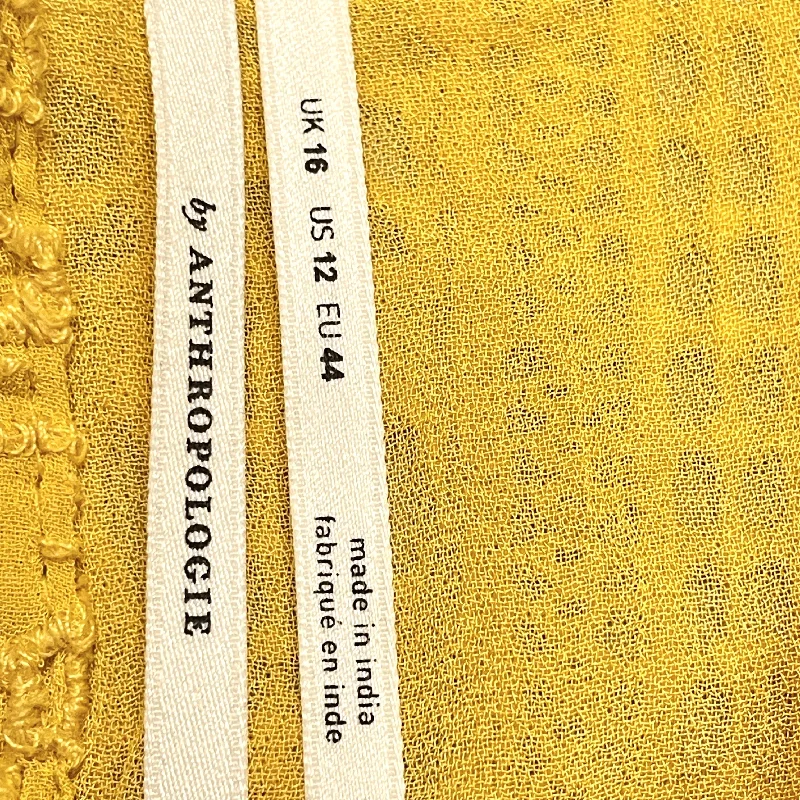 by ANTHROPOLOGIE
UK 16 US 12 EU 44
made in india
fabriqué en inde